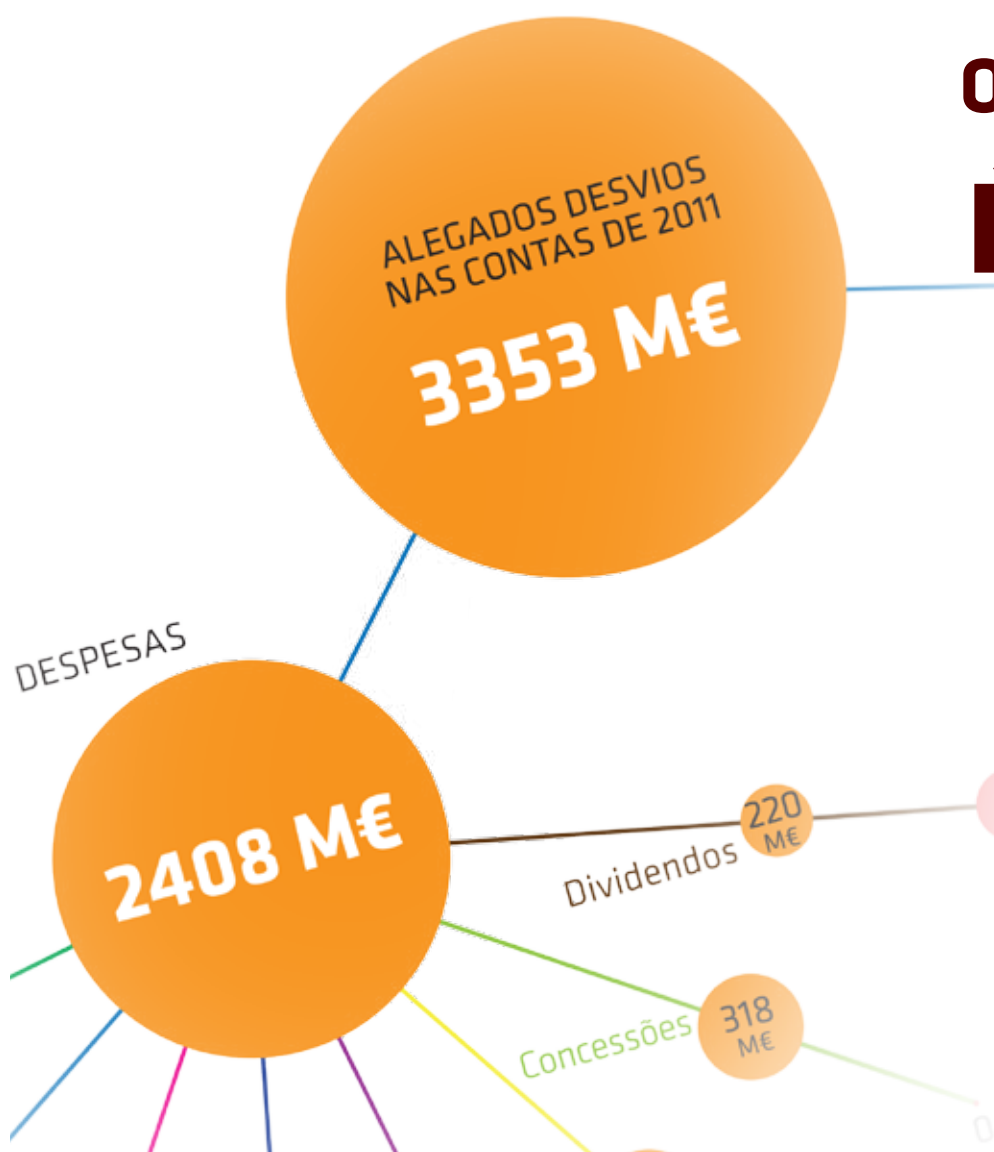 ALEGADOS DESVIOS
NAS CONTAS DE 2011
3353 M€
DESPESAS
2408 M€
220
M€
Dividendos
318
M€
Concessões